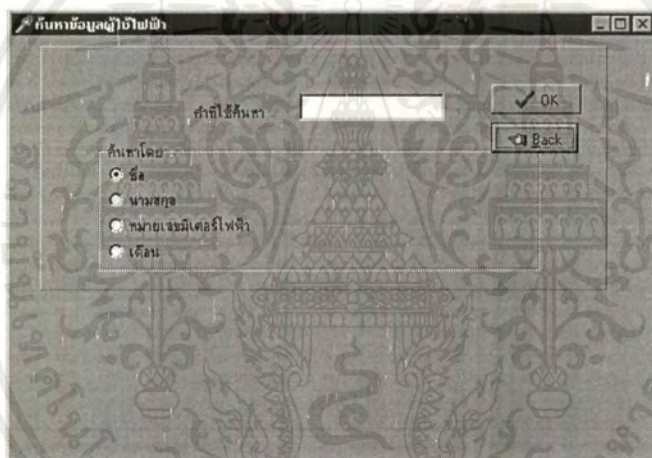 ค้นหาข้อมูลผู้ใช้ไฟฟ้า
คำที่ใช้ค้นหา
OK
Back
ค้นหาโดย
ชื่อ
นามสกุล
หมายเลขมิเตอร์ไฟฟ้า
เดือน